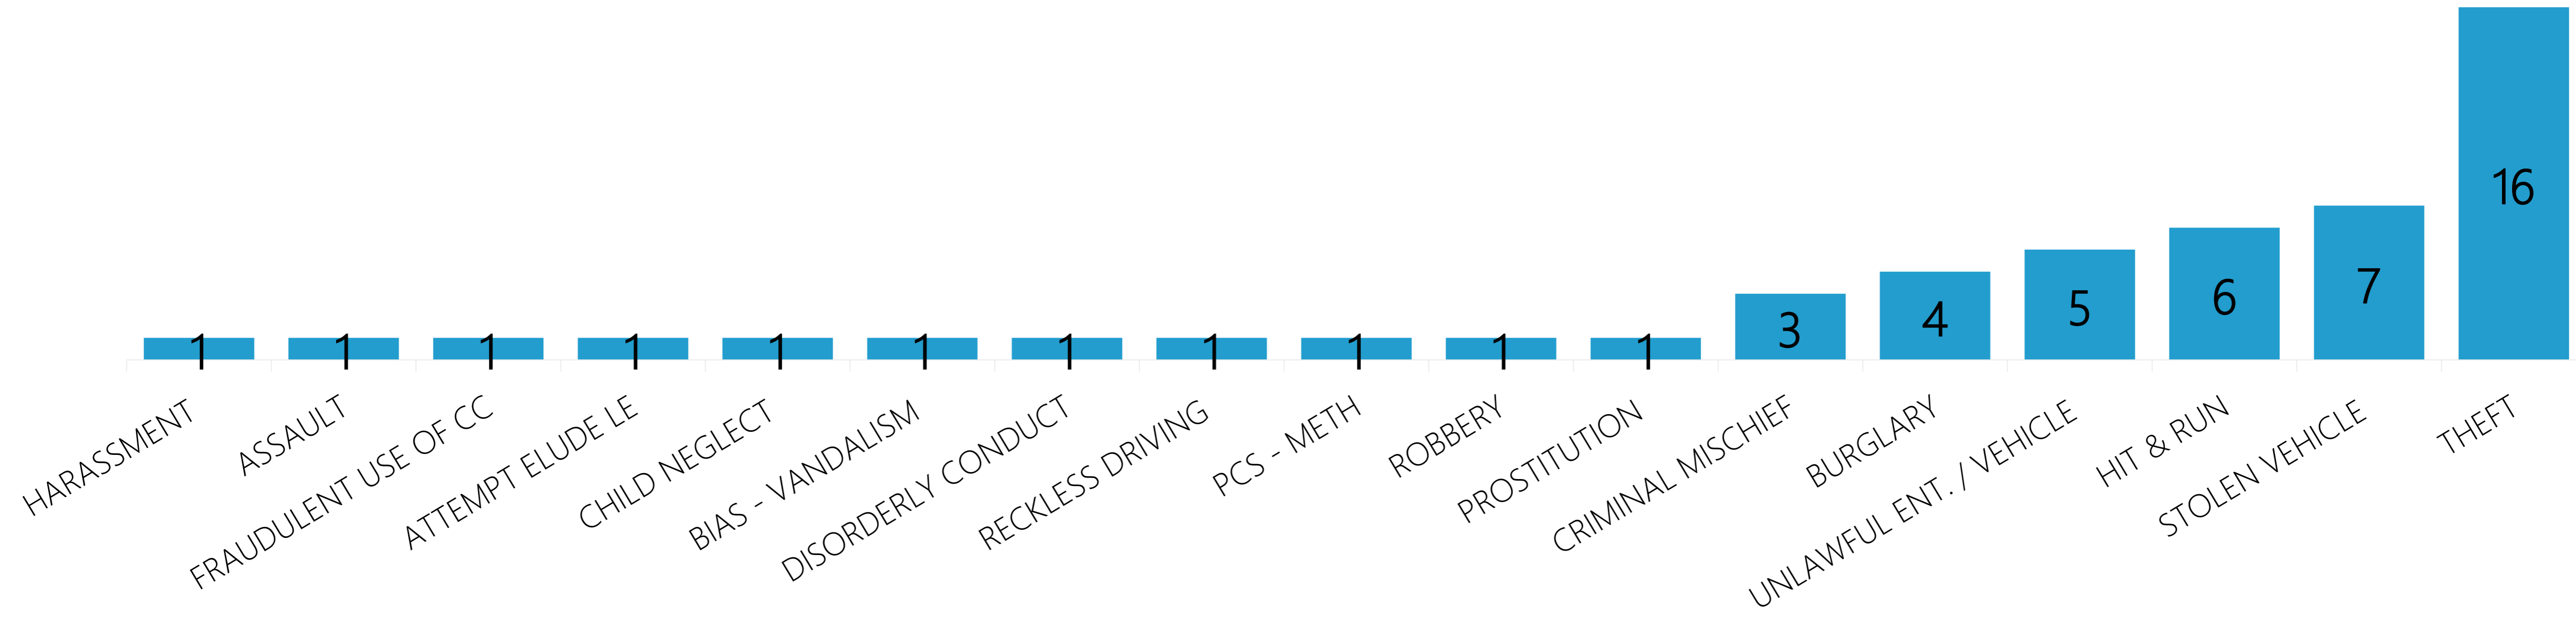 1
1
1
1
1
1
1
1
1
1
1
3
4
5
6
7
16
HARASSMENT
ASSAULT
FRAUDULENT USE OF CC
ATTEMPT ELUDE LE
CHILD NEGLECT
BIAS - VANDALISM
DISORDERLY CONDUCT
RECKLESS DRIVING
PCS - METH
ROBBERY
PROSTITUTION
CRIMINAL MISCHIEF
BURGLARY
UNLAWFUL ENT. / VEHICLE
HIT & RUN
STOLEN VEHICLE
THEFT